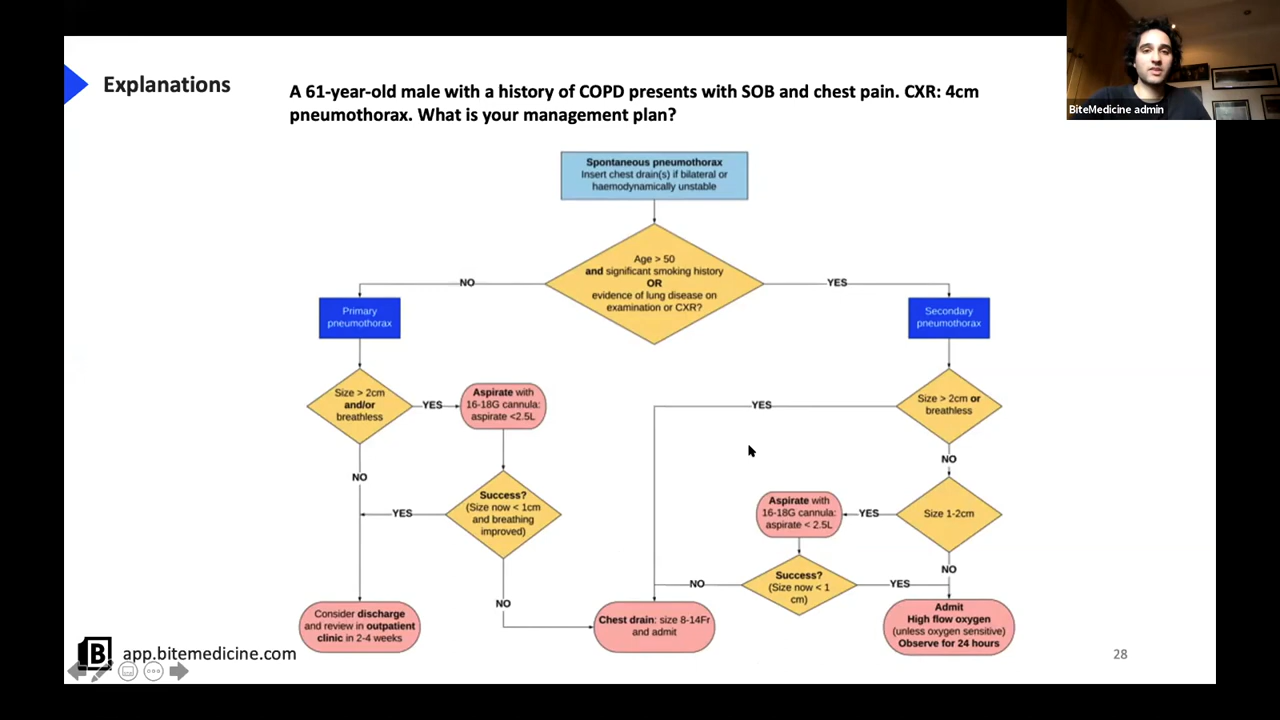 Explanations
A 61-year-old male with a history of COPD presents with SOB and chest pain. CXR: 4cm
pneumothorax. What is your management plan?
BiteMedicine admin
Spontaneous pneumothorax
Insert chest drain(s) if bilateral or
haemodynamically unstable
Age > 50
and significant smoking history
OR
evidence of lung disease on
examination or CXR?
NO
YES
Primary
pneumothorax
Secondary
pneumothorax
Size > 2cm
and/or
breathless
YES
Aspirate with
16-18G cannula:
aspirate <2.5L
YES
Size > 2cm or
breathless
NO
NO
Success?
(Size now < 1cm
and breathing
improved)
YES
Aspirate with
16-18G cannula:
aspirate < 2.5L
YES
Size 1-2cm
NO
NO
Success?
(Size now < 1
cm)
NO
YES
Consider discharge
and review in outpatient
clinic in 2-4 weeks
Chest drain: size 8-14Fr
and admit
Admit
High flow oxygen
(unless oxygen sensitive)
Observe for 24 hours
B
app.bitemedicine.com
28